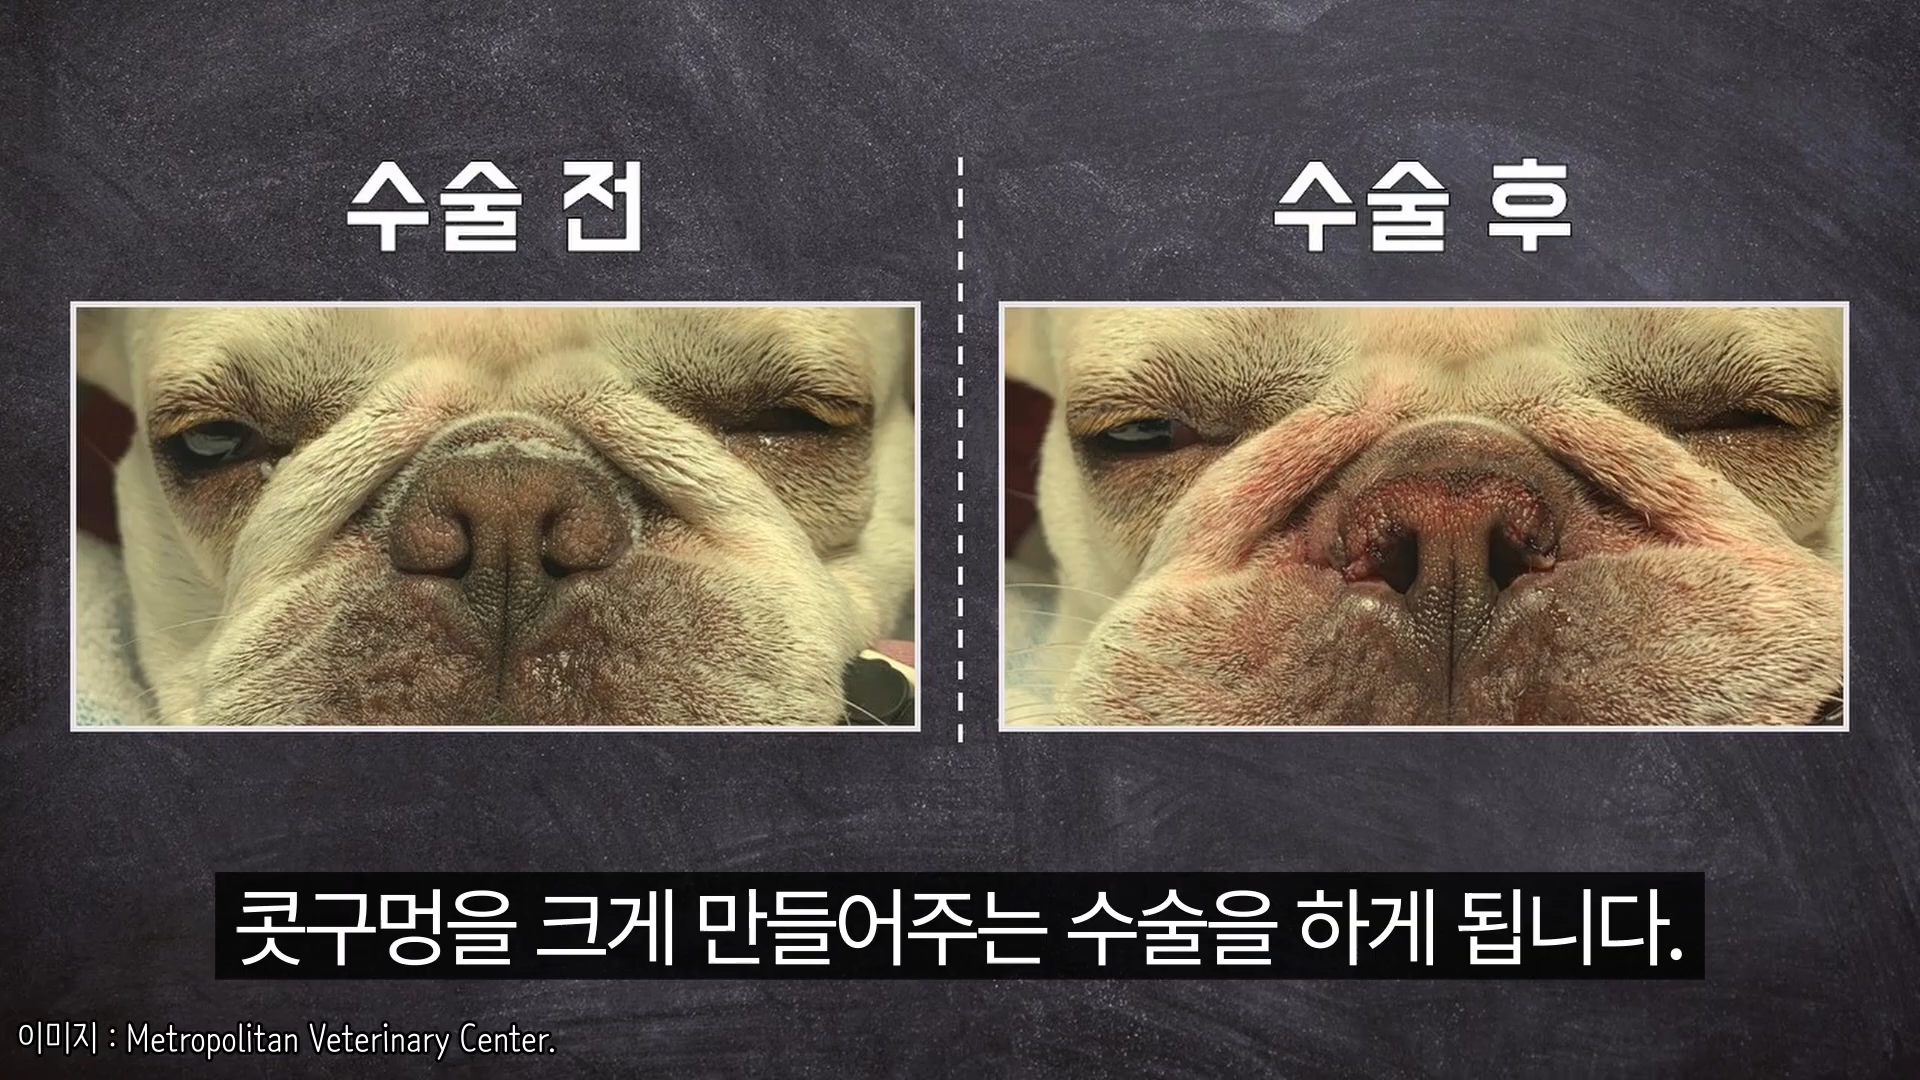 수술 전
수술 후
콧구멍을 크게 만들어주는 수술을 하게 됩니다.
이미지 : Metropolitan Veterinary Center.